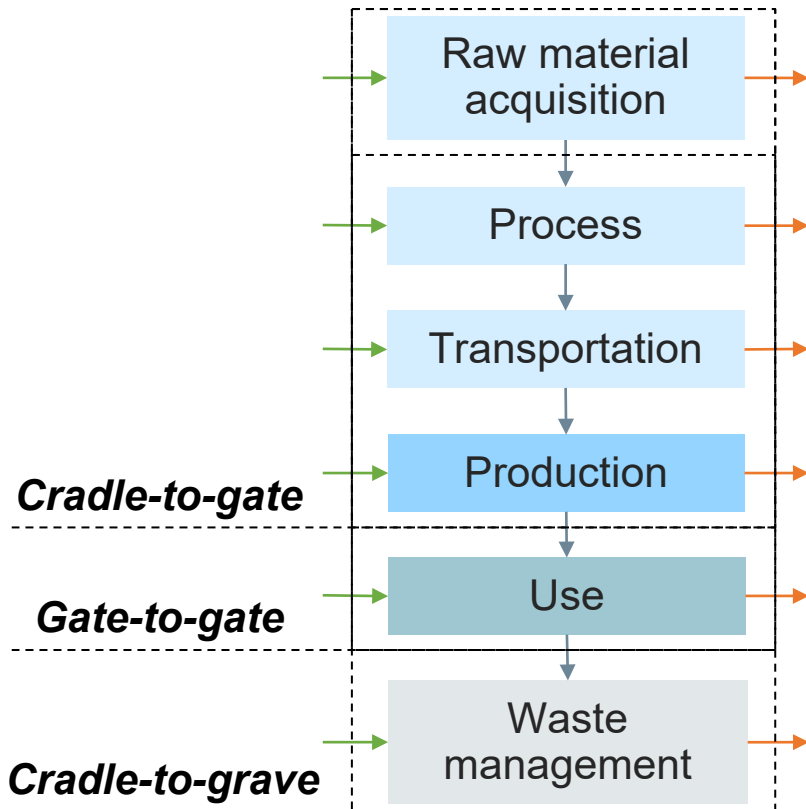 Raw material
acquisition
Process
Transportation
Production
Cradle-to-gate
Use
Gate-to-gate
Waste
management
Cradle-to-grave